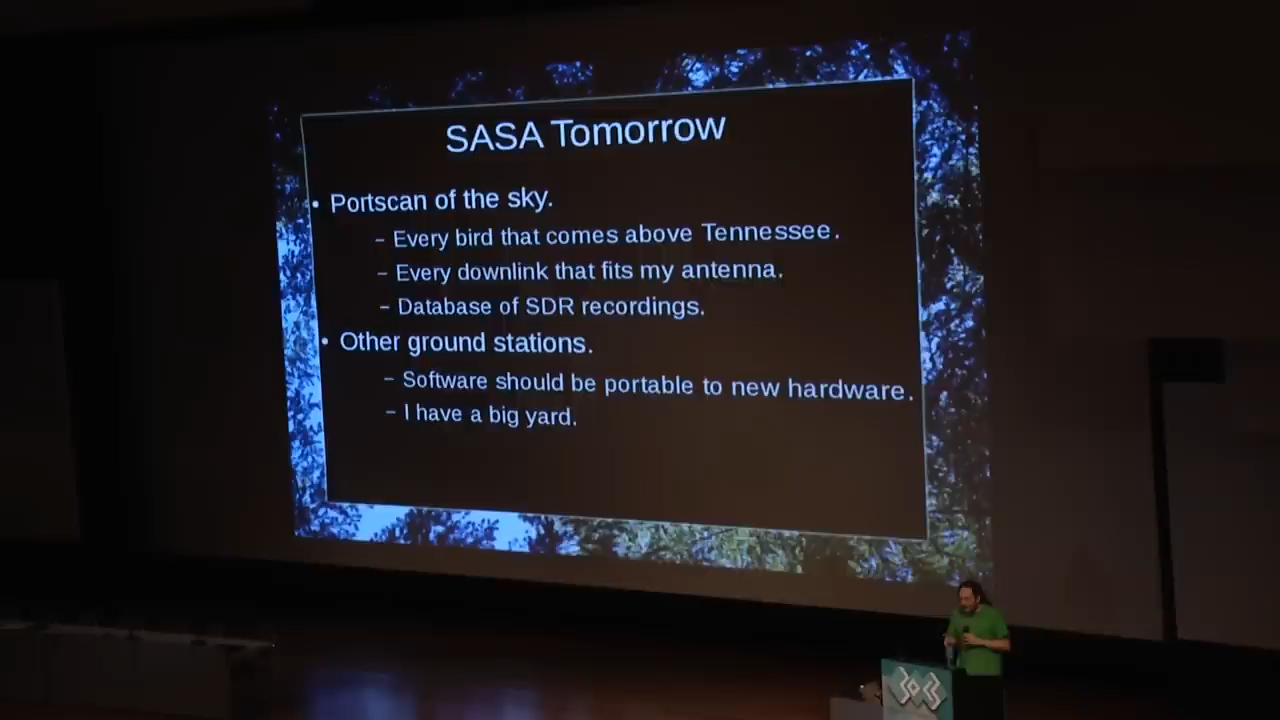 SASA Tomorrow
• Portscan of the sky.
– Every bird that comes above Tennessee.
– Every downlink that fits my antenna.
– Database of SDR recordings.
• Other ground stations.
– Software should be portable to new hardware.
– I have a big yard.
30C3